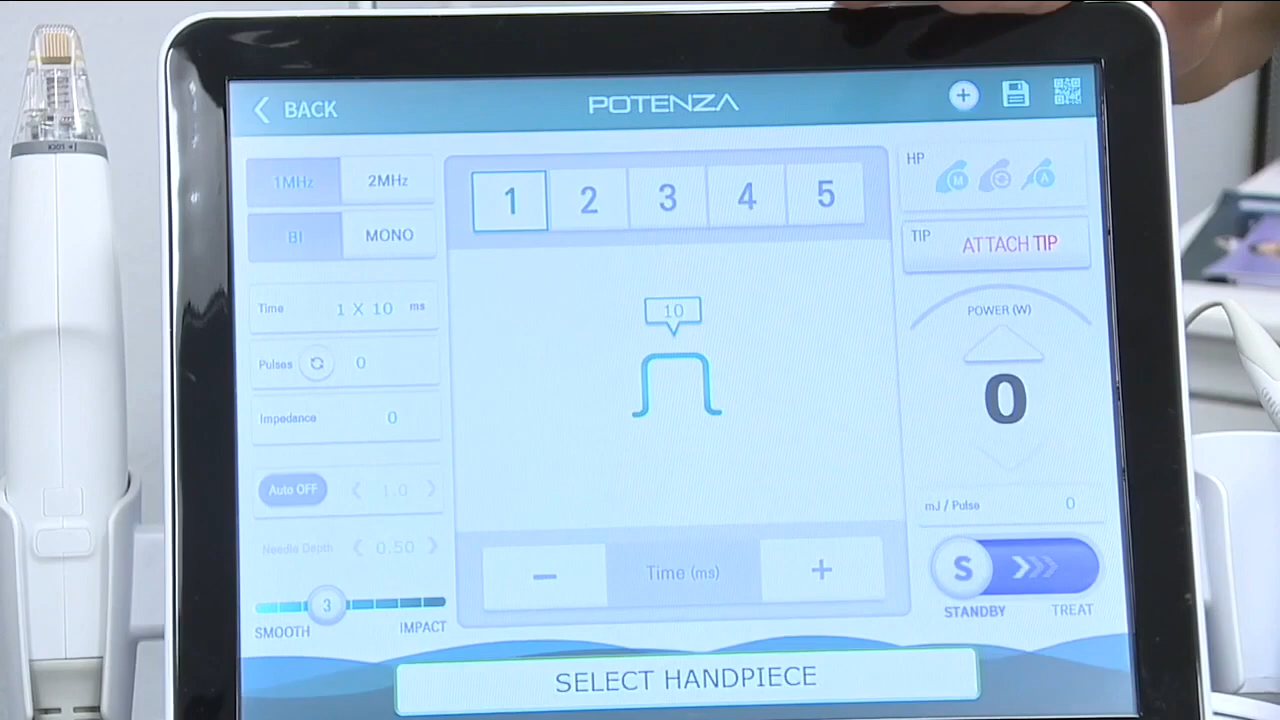 BACK
POTENZA
1MHz 2MHz
BI MONO
Time 1 X 10 ms
Pulses 0
Impedance 0
Auto OFF 1.0
Needle Depth 0.50
3
SMOOTH IMPACT
1 2 3 4 5
10
− Time (ms) +
HP M A
TIP ATTACH TIP
POWER (W)
0
mJ / Pulse 0
S
STANDBY TREAT
SELECT HANDPIECE